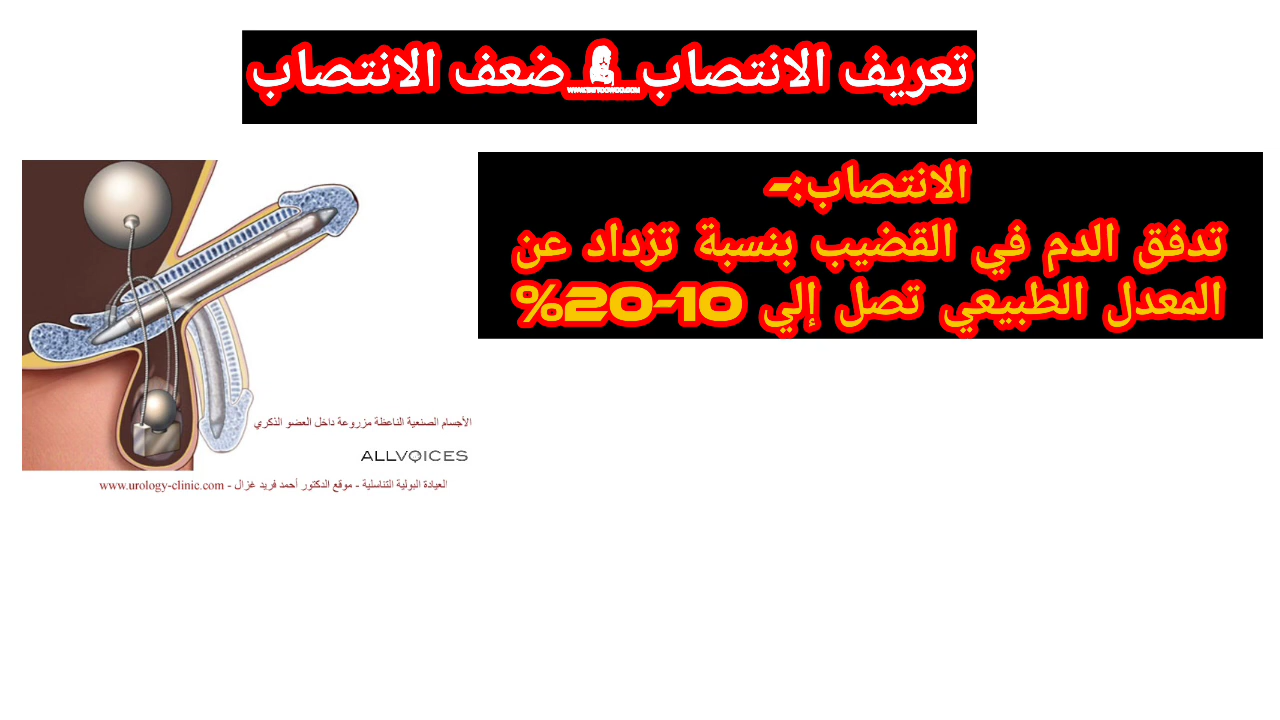 تعريف الانتصاب ضعف الانتصاب
الانتصاب:-
تدفق الدم في القضيب بنسبة تزداد عن
المعدل الطبيعي تصل إلي 10-20%
الأجسام الصنعية الناعظة مزروعة داخل العضو الذكري
ALLVOICES
العيادة البولية التناسلية - موقع الدكتور أحمد فريد غزال - www.urology-clinic.com